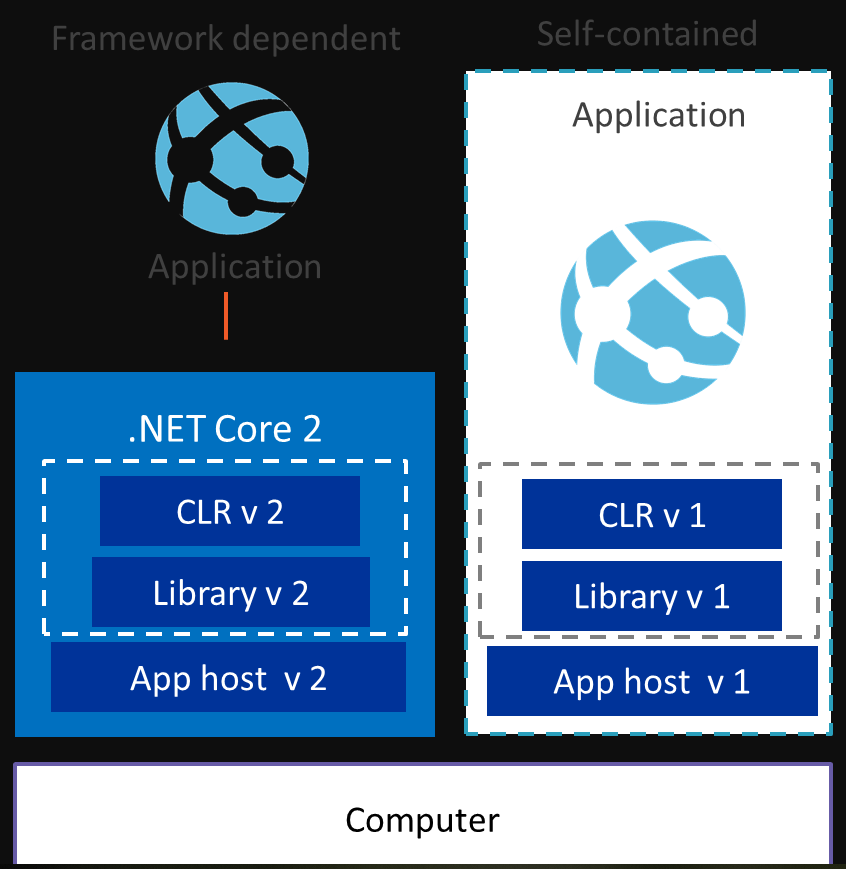 Framework dependent
Application
.NET Core 2
CLR v 2
Library v 2
App host v 2
Self-contained
Application
CLR v 1
Library v 1
App host v 1
Computer